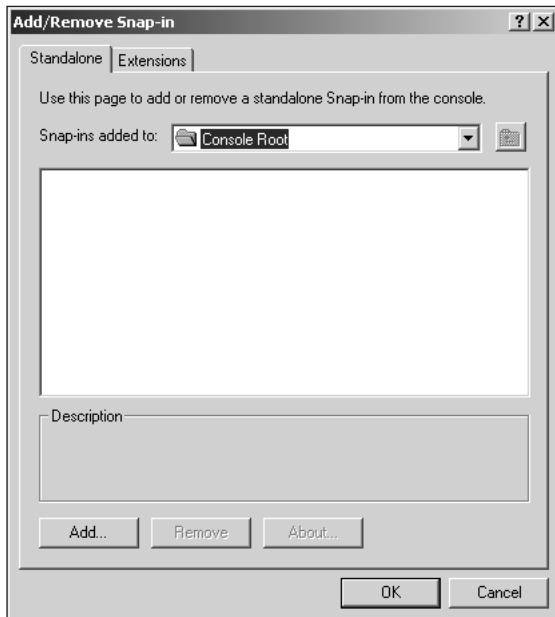 Add/Remove Snap-in
Standalone
Extensions
Use this page to add or remove a standalone Snap-in from the console.
Snap-ins added to:
Console Root
Description
Add...
Remove
About...
OK
Cancel